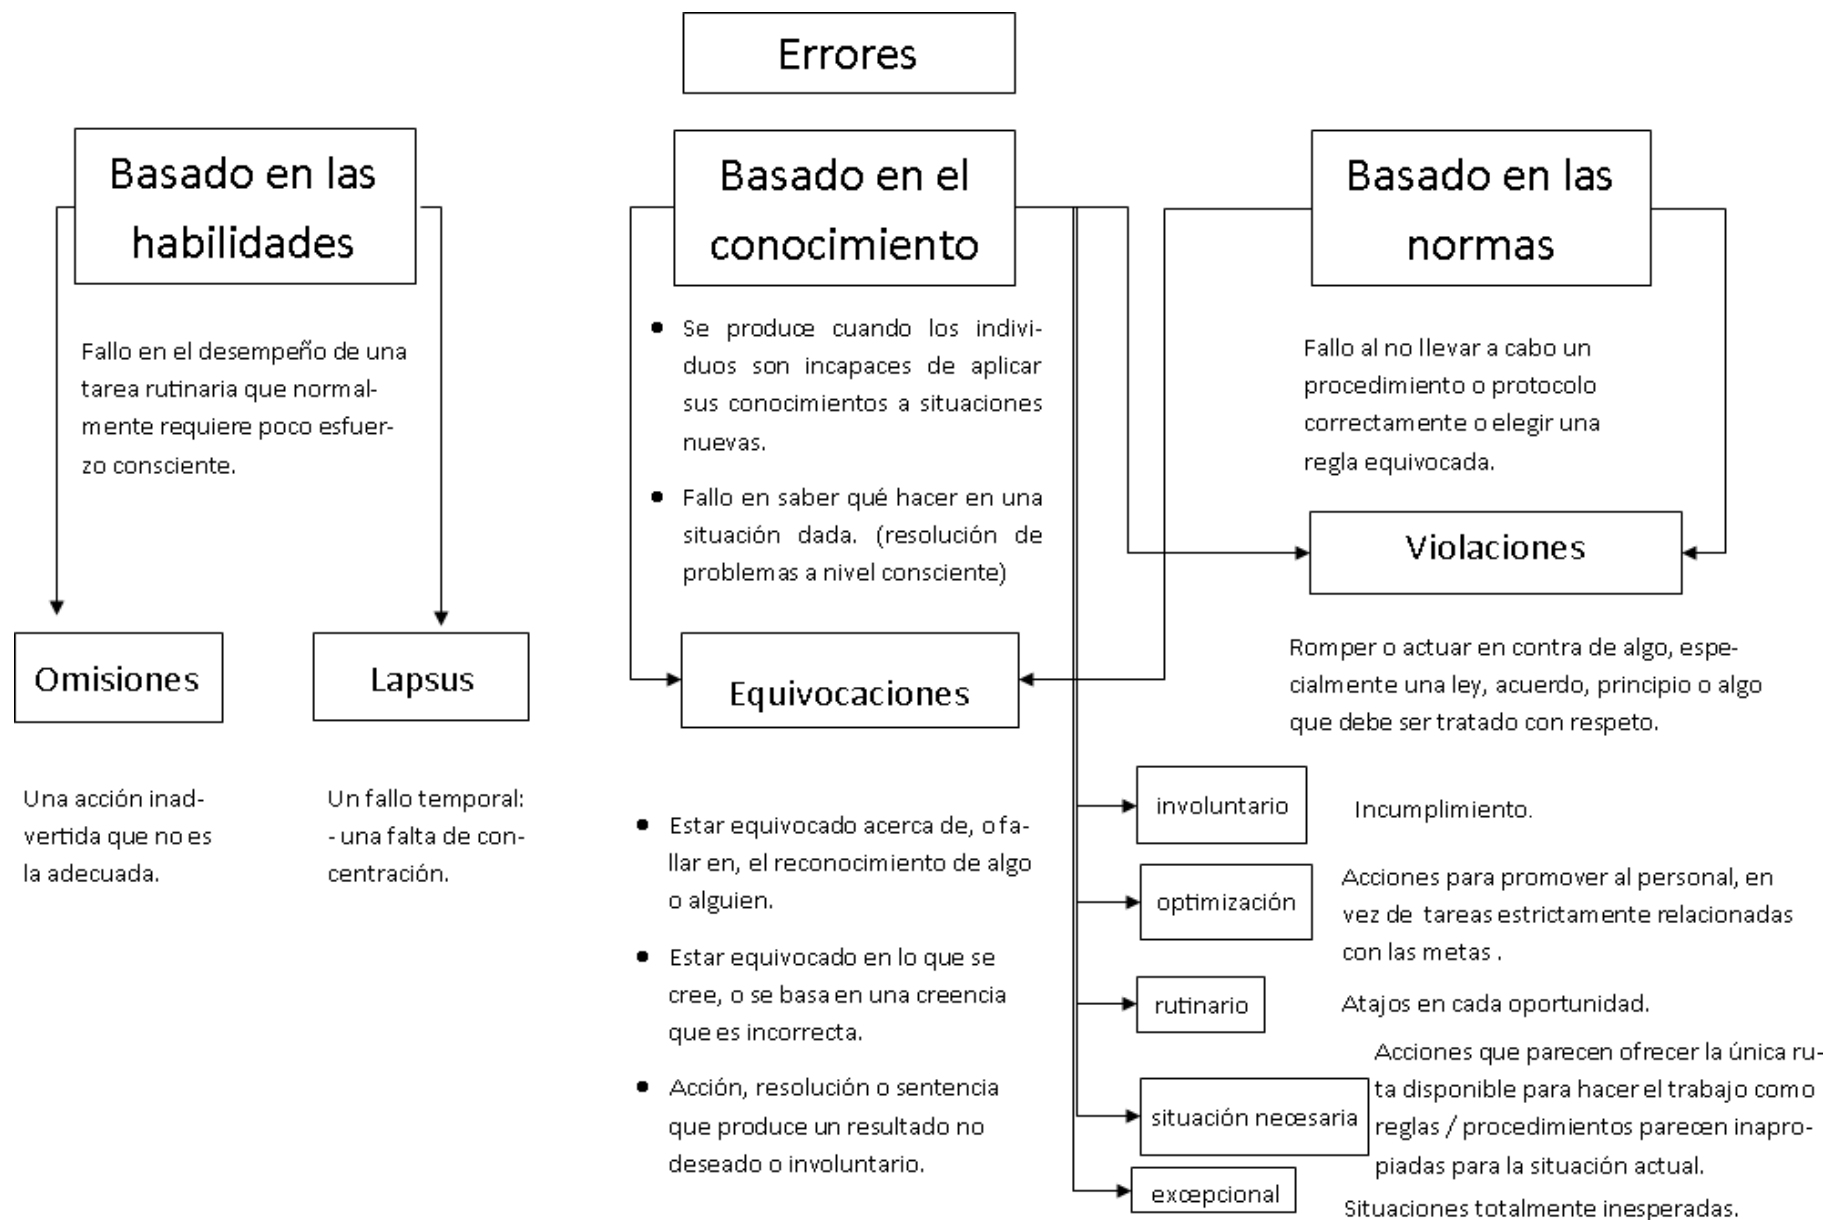 Errores
Basado en las
habilidades
Fallo en el desempeño de una
tarea rutinaria que normal-
mente requiere poco esfuer-
zo consciente.
Omisiones
Una acción inad-
vertida que no es
la adecuada.
Lapsus
Un fallo temporal:
- una falta de con-
centración.
Basado en el
conocimiento
• Se produce cuando los indivi-
duos son incapaces de aplicar
sus conocimientos a situaciones
nuevas.
• Fallo en saber qué hacer en una
situación dada. (resolución de
problemas a nivel consciente)
Equivocaciones
• Estar equivocado acerca de, o fa-
llar en, el reconocimiento de algo
o alguien.
• Estar equivocado en lo que se
cree, o se basa en una creencia
que es incorrecta.
• Acción, resolución o sentencia
que produce un resultado no
deseado o involuntario.
Basado en las
normas
Fallo al no llevar a cabo un
procedimiento o protocolo
correctamente o elegir una
regla equivocada.
Violaciones
Romper o actuar en contra de algo, espe-
cialmente una ley, acuerdo, principio o algo
que debe ser tratado con respeto.
involuntario
Incumplimiento.
optimización
Acciones para promover al personal, en
vez de tareas estrictamente relacionadas
con las metas .
rutinario
Atajos en cada oportunidad.
situación necesaria
Acciones que parecen ofrecer la única ru-
ta disponible para hacer el trabajo como
reglas / procedimientos parecen inapro-
piadas para la situación actual.
excepcional
Situaciones totalmente inesperadas.